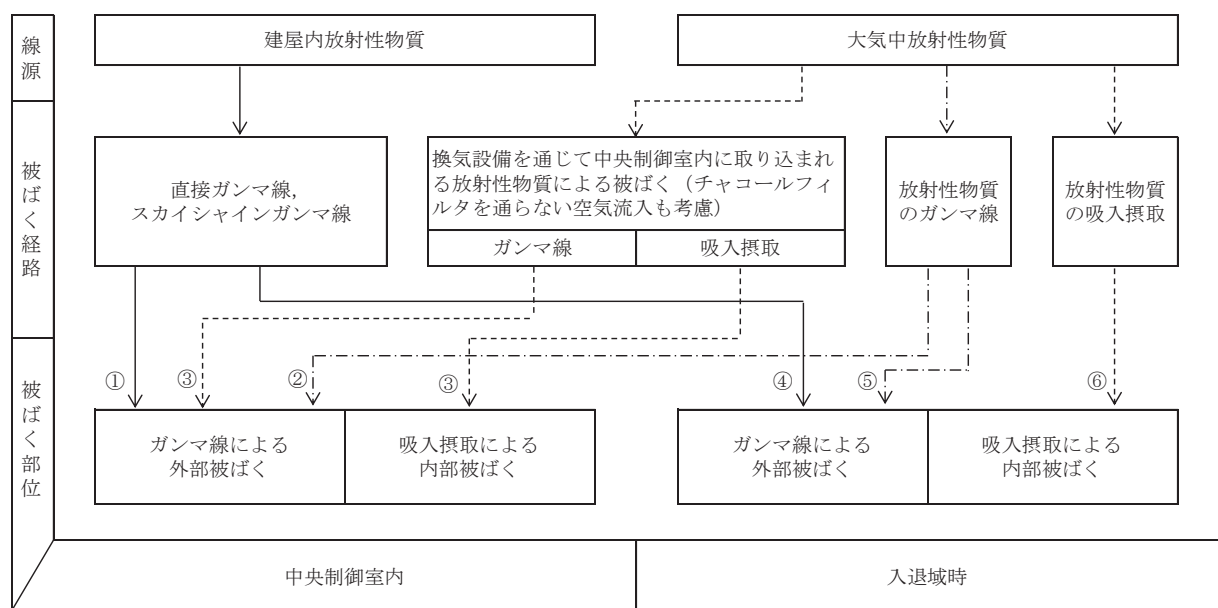 線源
建屋内放射性物質
大気中放射性物質
被ばく経路
直接ガンマ線,
スカイシャインガンマ線
換気設備を通じて中央制御室内に取り込まれ
る放射性物質による被ばく（チャコールフィ
ルタを通らない空気流入も考慮）
ガンマ線
吸入摂取
放射性物質
のガンマ線
放射性物質
の吸入摂取
被ばく部位
①
③
②
③
④
⑤
⑥
ガンマ線による
外部被ばく
吸入摂取による
内部被ばく
ガンマ線による
外部被ばく
吸入摂取による
内部被ばく
中央制御室内
入退域時